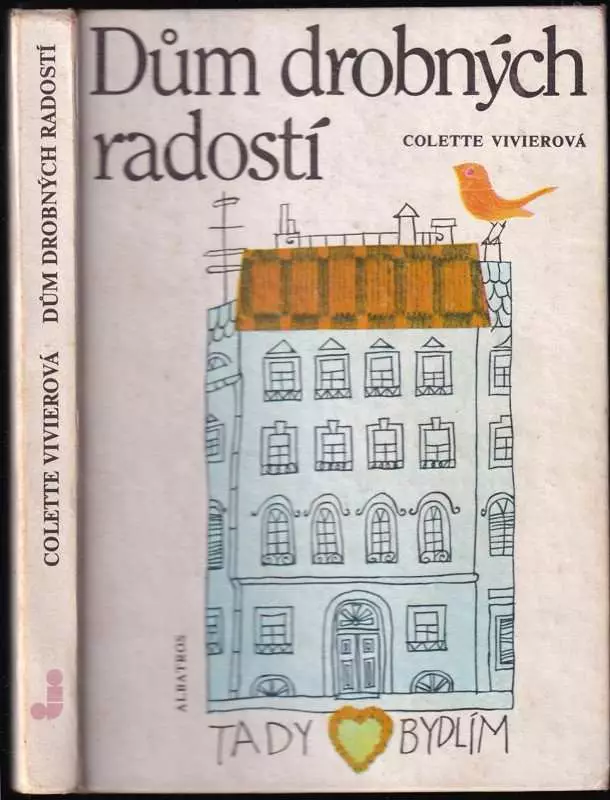 Dům drobných
radostí
COLETTE VIVIEROVÁ
ALBATROS
TADY BYDLÍM
COLETTE VIVIEROVÁ DŮM DROBNÝCH RADOSTÍ